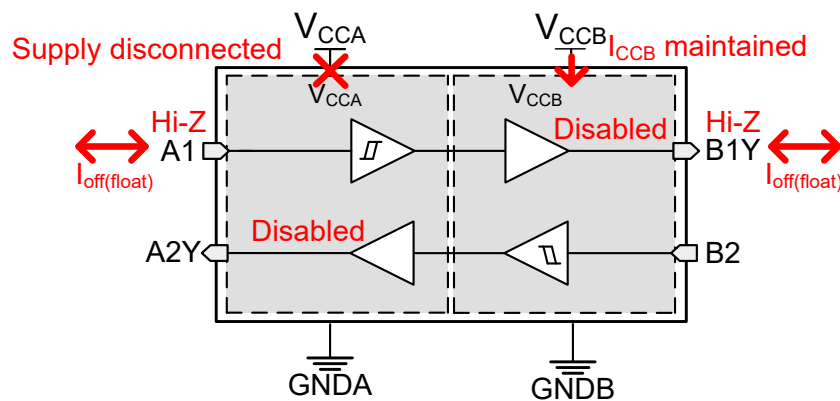 Supply disconnected
VCCA
VCCB
ICCB maintained
VCCA
VCCB
Hi-Z
Disabled
Hi-Z
A1
B1Y
Ioff(float)
Ioff(float)
Disabled
A2Y
B2
GNDA
GNDB